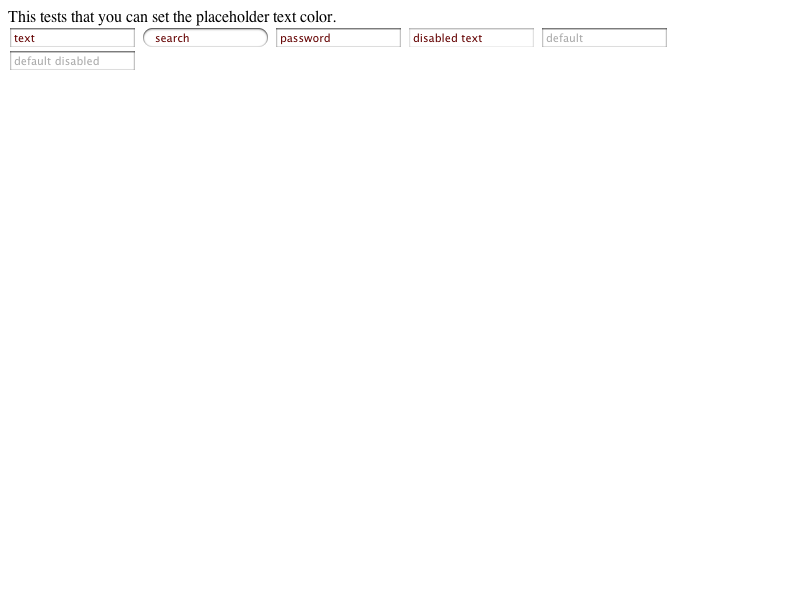 This tests that you can set the placeholder text color.
text search password disabled text default
default disabled